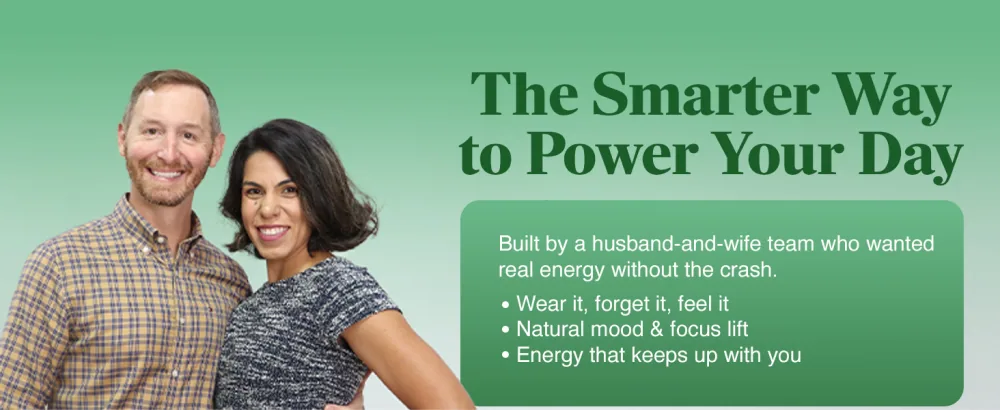 The Smarter Way
to Power Your Day
Built by a husband-and-wife team who wanted
real energy without the crash.
• Wear it, forget it, feel it
• Natural mood & focus lift
• Energy that keeps up with you